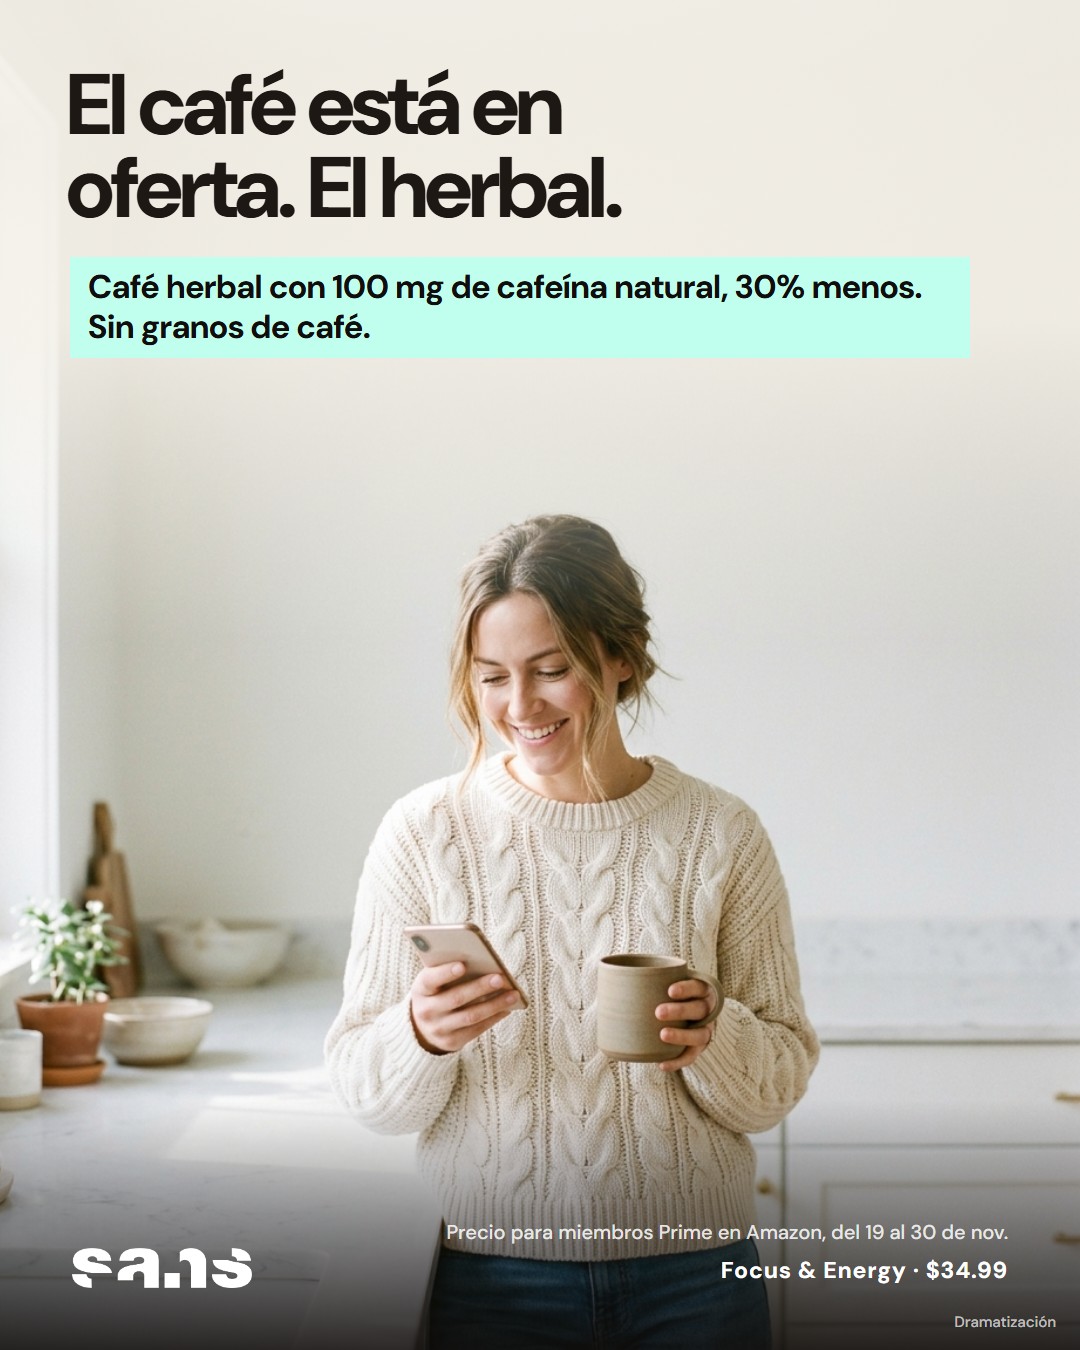 El café está en
oferta. El herbal.
Café herbal con 100 mg de cafeína natural, 30% menos.
Sin granos de café.
Precio para miembros Prime en Amazon, del 19 al 30 de nov.
sans
Focus & Energy · $34.99
Dramatización